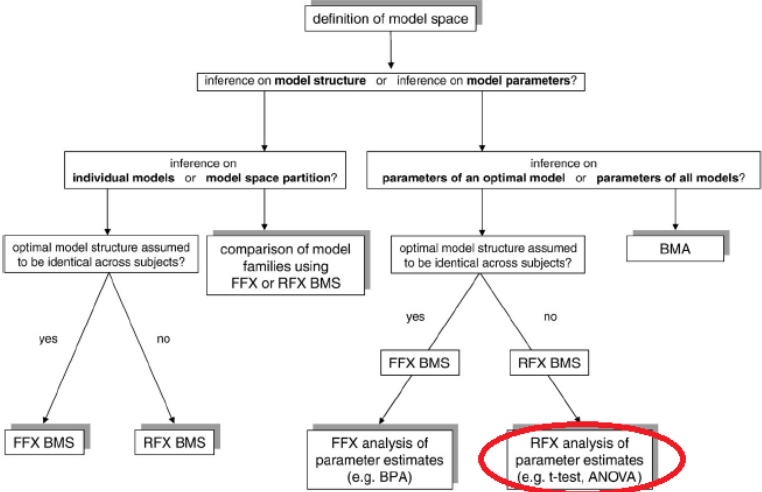 definition of model space
inference on model structure or inference on model parameters?
inference on
individual models or model space partition?
inference on
parameters of an optimal model or parameters of all models?
optimal model structure assumed
to be identical across subjects?
comparison of model
families using
FFX or RFX BMS
optimal model structure assumed
to be identical across subjects?
BMA
yes
no
yes
no
FFX BMS
RFX BMS
FFX BMS
RFX BMS
FFX analysis of
parameter estimates
(e.g. BPA)
RFX analysis of
parameter estimates
(e.g. t-test, ANOVA)